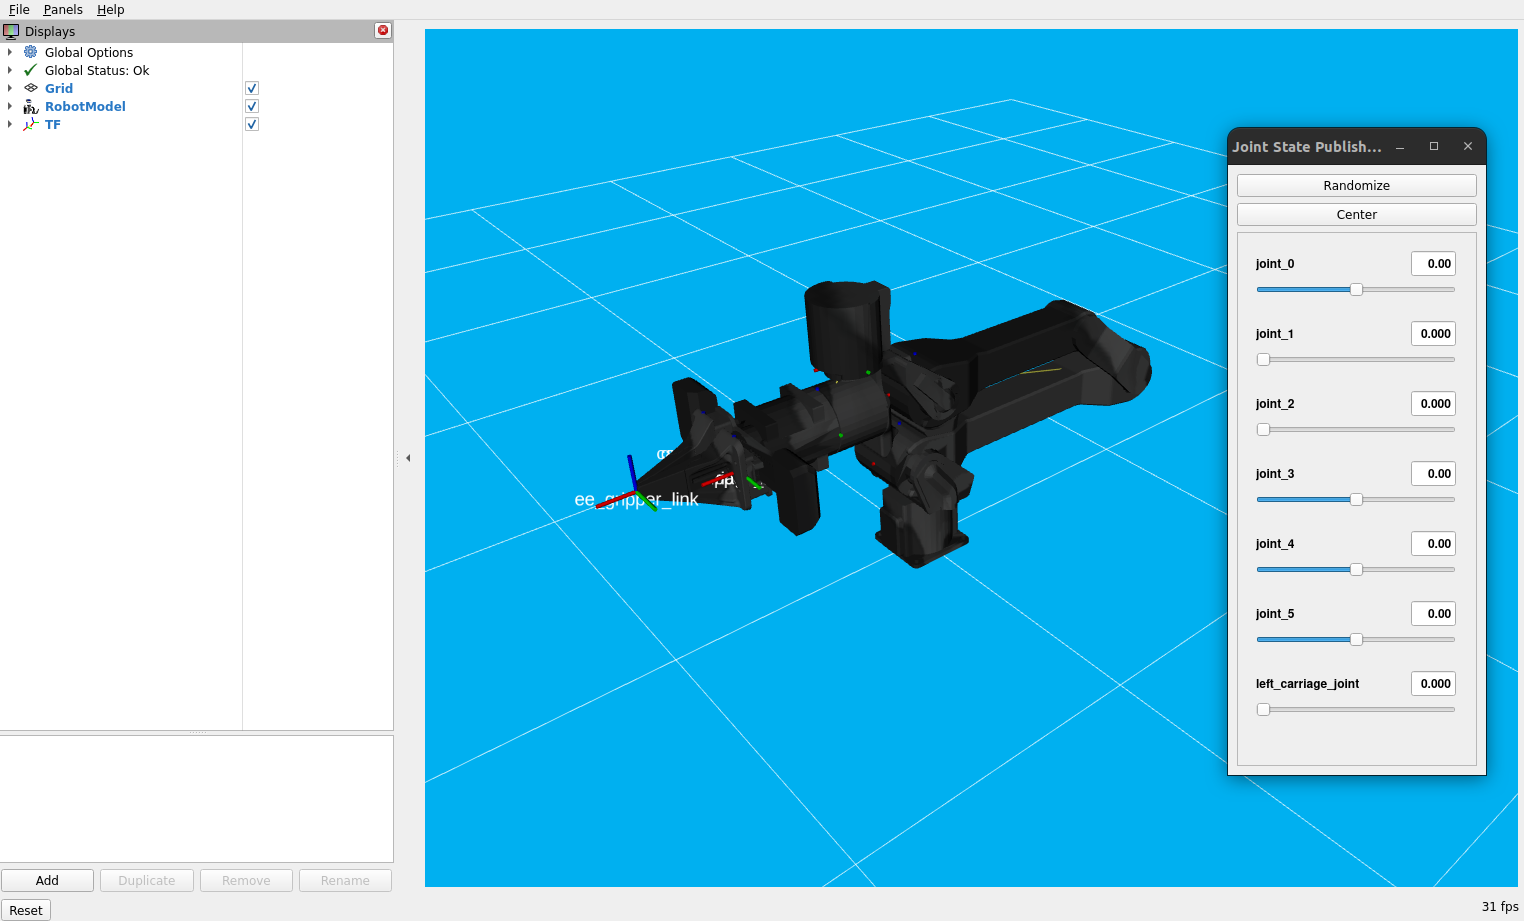 File Panels Help
Displays
Global Options
Global Status: Ok
Grid
RobotModel
TF
Add Duplicate Remove Rename
Reset
ee_gripper_link
Joint State Publish...
Randomize
Center
joint_0 0.00
joint_1 0.000
joint_2 0.000
joint_3 0.00
joint_4 0.00
joint_5 0.00
left_carriage_joint 0.000
31 fps